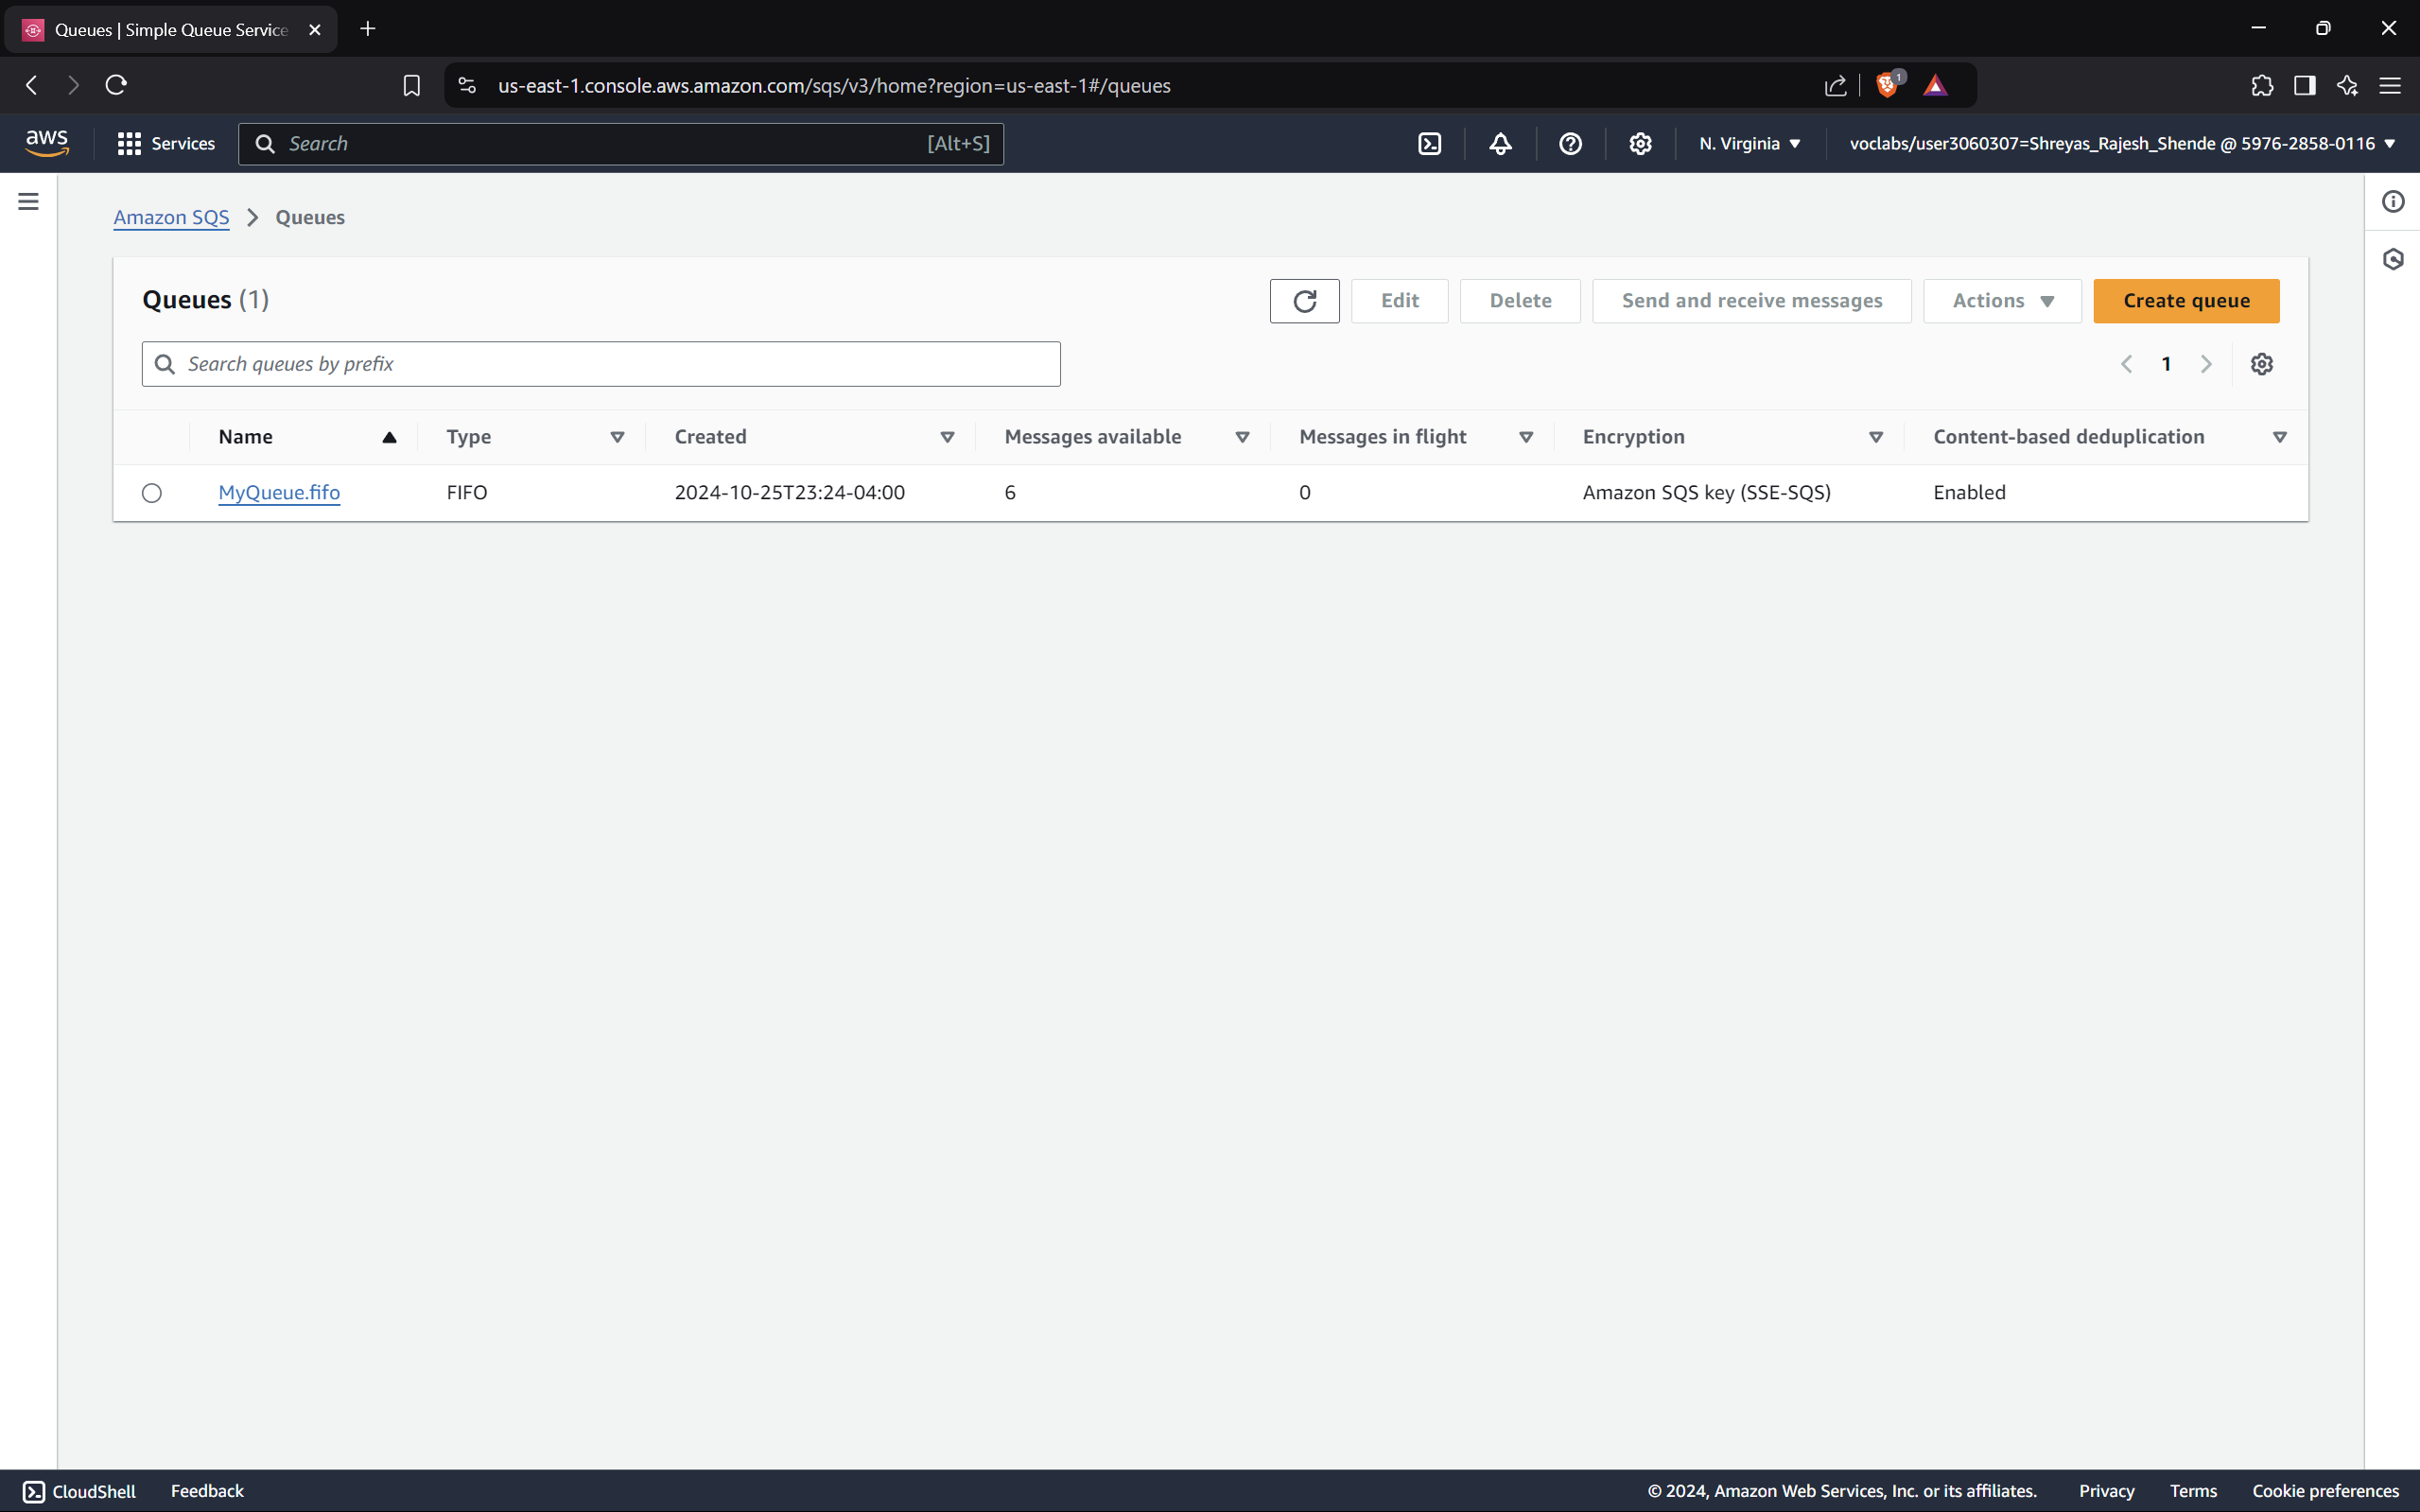 Queues | Simple Queue Service
us-east-1.console.aws.amazon.com/sqs/v3/home?region=us-east-1#/queues
1
aws
Services
Search
[Alt+S]
N. Virginia
voclabs/user3060307=Shreyas_Rajesh_Shende @ 5976-2858-0116
Amazon SQS > Queues
Queues (1)
Edit
Delete
Send and receive messages
Actions
Create queue
Search queues by prefix
1
Name Type Created Messages available Messages in flight Encryption Content-based deduplication
MyQueue.fifo FIFO 2024-10-25T23:24-04:00 6 0 Amazon SQS key (SSE-SQS) Enabled
CloudShell Feedback © 2024, Amazon Web Services, Inc. or its affiliates. Privacy Terms Cookie preferences